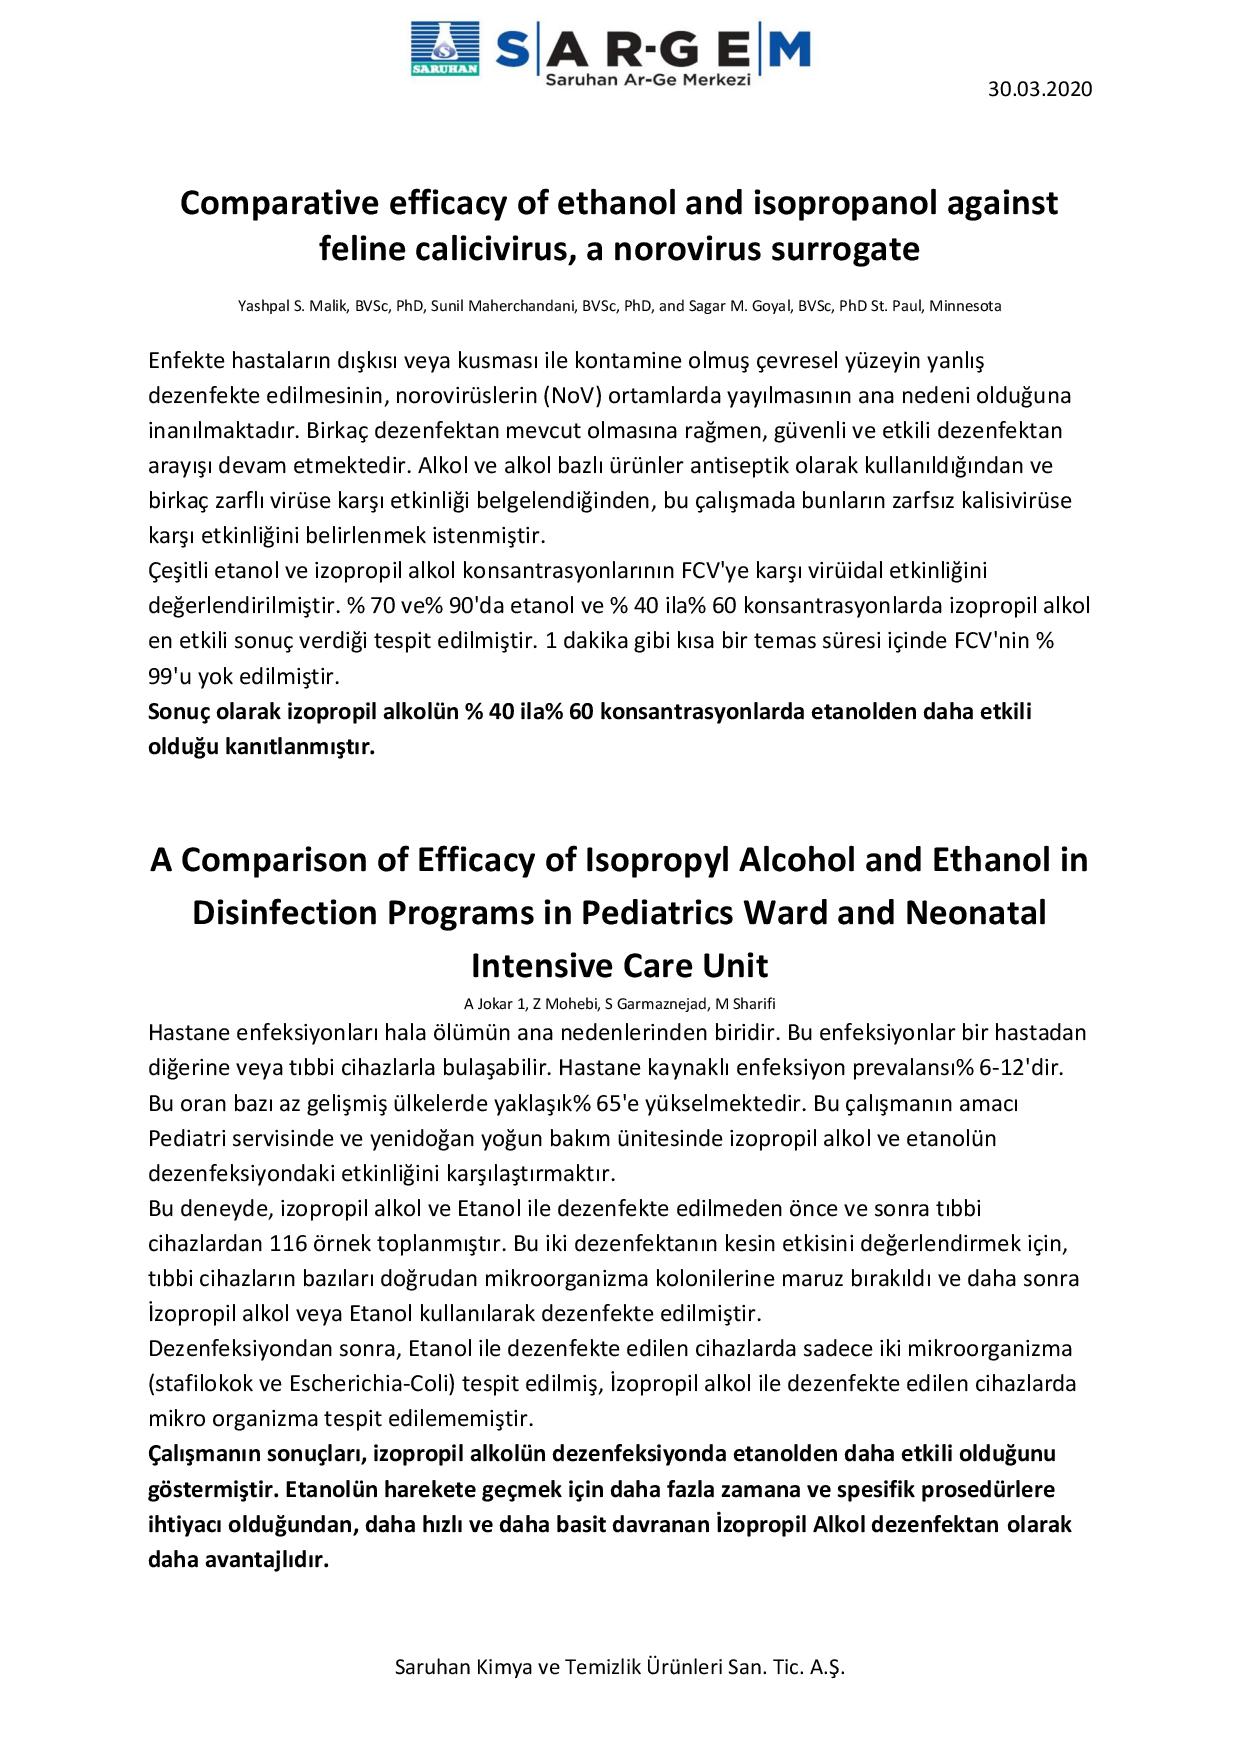 SARUHAN
S|AR-GE|M
Saruhan Ar-Ge Merkezi
30.03.2020
Comparative efficacy of ethanol and isopropanol against
feline calicivirus, a norovirus surrogate
Yashpal S. Malik, BVSc, PhD, Sunil Maherchandani, BVSc, PhD, and Sagar M. Goyal, BVSc, PhD St. Paul, Minnesota
Enfekte hastaların dışkısı veya kusması ile kontamine olmuş çevresel yüzeyin yanlış
dezenfekte edilmesinin, norovirüslerin (NoV) ortamlarda yayılmasının ana nedeni olduğuna
inanılmaktadır. Birkaç dezenfektan mevcut olmasına rağmen, güvenli ve etkili dezenfektan
arayışı devam etmektedir. Alkol ve alkol bazlı ürünler antiseptik olarak kullanıldığından ve
birkaç zarflı virüse karşı etkinliği belgelendiğinden, bu çalışmada bunların zarfsız kalisivirüse
karşı etkinliğini belirlenmek istenmiştir.
Çeşitli etanol ve izopropil alkol konsantrasyonlarının FCV'ye karşı virüidal etkinliğini
değerlendirilmiştir. % 70 ve% 90'da etanol ve % 40 ila% 60 konsantrasyonlarda izopropil alkol
en etkili sonuç verdiği tespit edilmiştir. 1 dakika gibi kısa bir temas süresi içinde FCV'nin %
99'u yok edilmiştir.
Sonuç olarak izopropil alkolün % 40 ila% 60 konsantrasyonlarda etanolden daha etkili
olduğu kanıtlanmıştır.
A Comparison of Efficacy of Isopropyl Alcohol and Ethanol in
Disinfection Programs in Pediatrics Ward and Neonatal
Intensive Care Unit
A Jokar 1, Z Mohebi, S Garmaznejad, M Sharifi
Hastane enfeksiyonları hala ölümün ana nedenlerinden biridir. Bu enfeksiyonlar bir hastadan
diğerine veya tıbbi cihazlarla bulaşabilir. Hastane kaynaklı enfeksiyon prevalansı% 6-12'dir.
Bu oran bazı az gelişmiş ülkelerde yaklaşık% 65'e yükselmektedir. Bu çalışmanın amacı
Pediatri servisinde ve yenidoğan yoğun bakım ünitesinde izopropil alkol ve etanolün
dezenfeksiyondaki etkinliğini karşılaştırmaktır.
Bu deneyde, izopropil alkol ve Etanol ile dezenfekte edilmeden önce ve sonra tıbbi
cihazlardan 116 örnek toplanmıştır. Bu iki dezenfektanın kesin etkisini değerlendirmek için,
tıbbi cihazların bazıları doğrudan mikroorganizma kolonilerine maruz bırakıldı ve daha sonra
İzopropil alkol veya Etanol kullanılarak dezenfekte edilmiştir.
Dezenfeksiyondan sonra, Etanol ile dezenfekte edilen cihazlarda sadece iki mikroorganizma
(stafilokok ve Escherichia-Coli) tespit edilmiş, İzopropil alkol ile dezenfekte edilen cihazlarda
mikro organizma tespit edilememiştir.
Çalışmanın sonuçları, izopropil alkolün dezenfeksiyonda etanolden daha etkili olduğunu
göstermiştir. Etanolün harekete geçmek için daha fazla zamana ve spesifik prosedürlere
ihtiyacı olduğundan, daha hızlı ve daha basit davranan İzopropil Alkol dezenfektan olarak
daha avantajlıdır.
Saruhan Kimya ve Temizlik Ürünleri San. Tic. A.Ş.